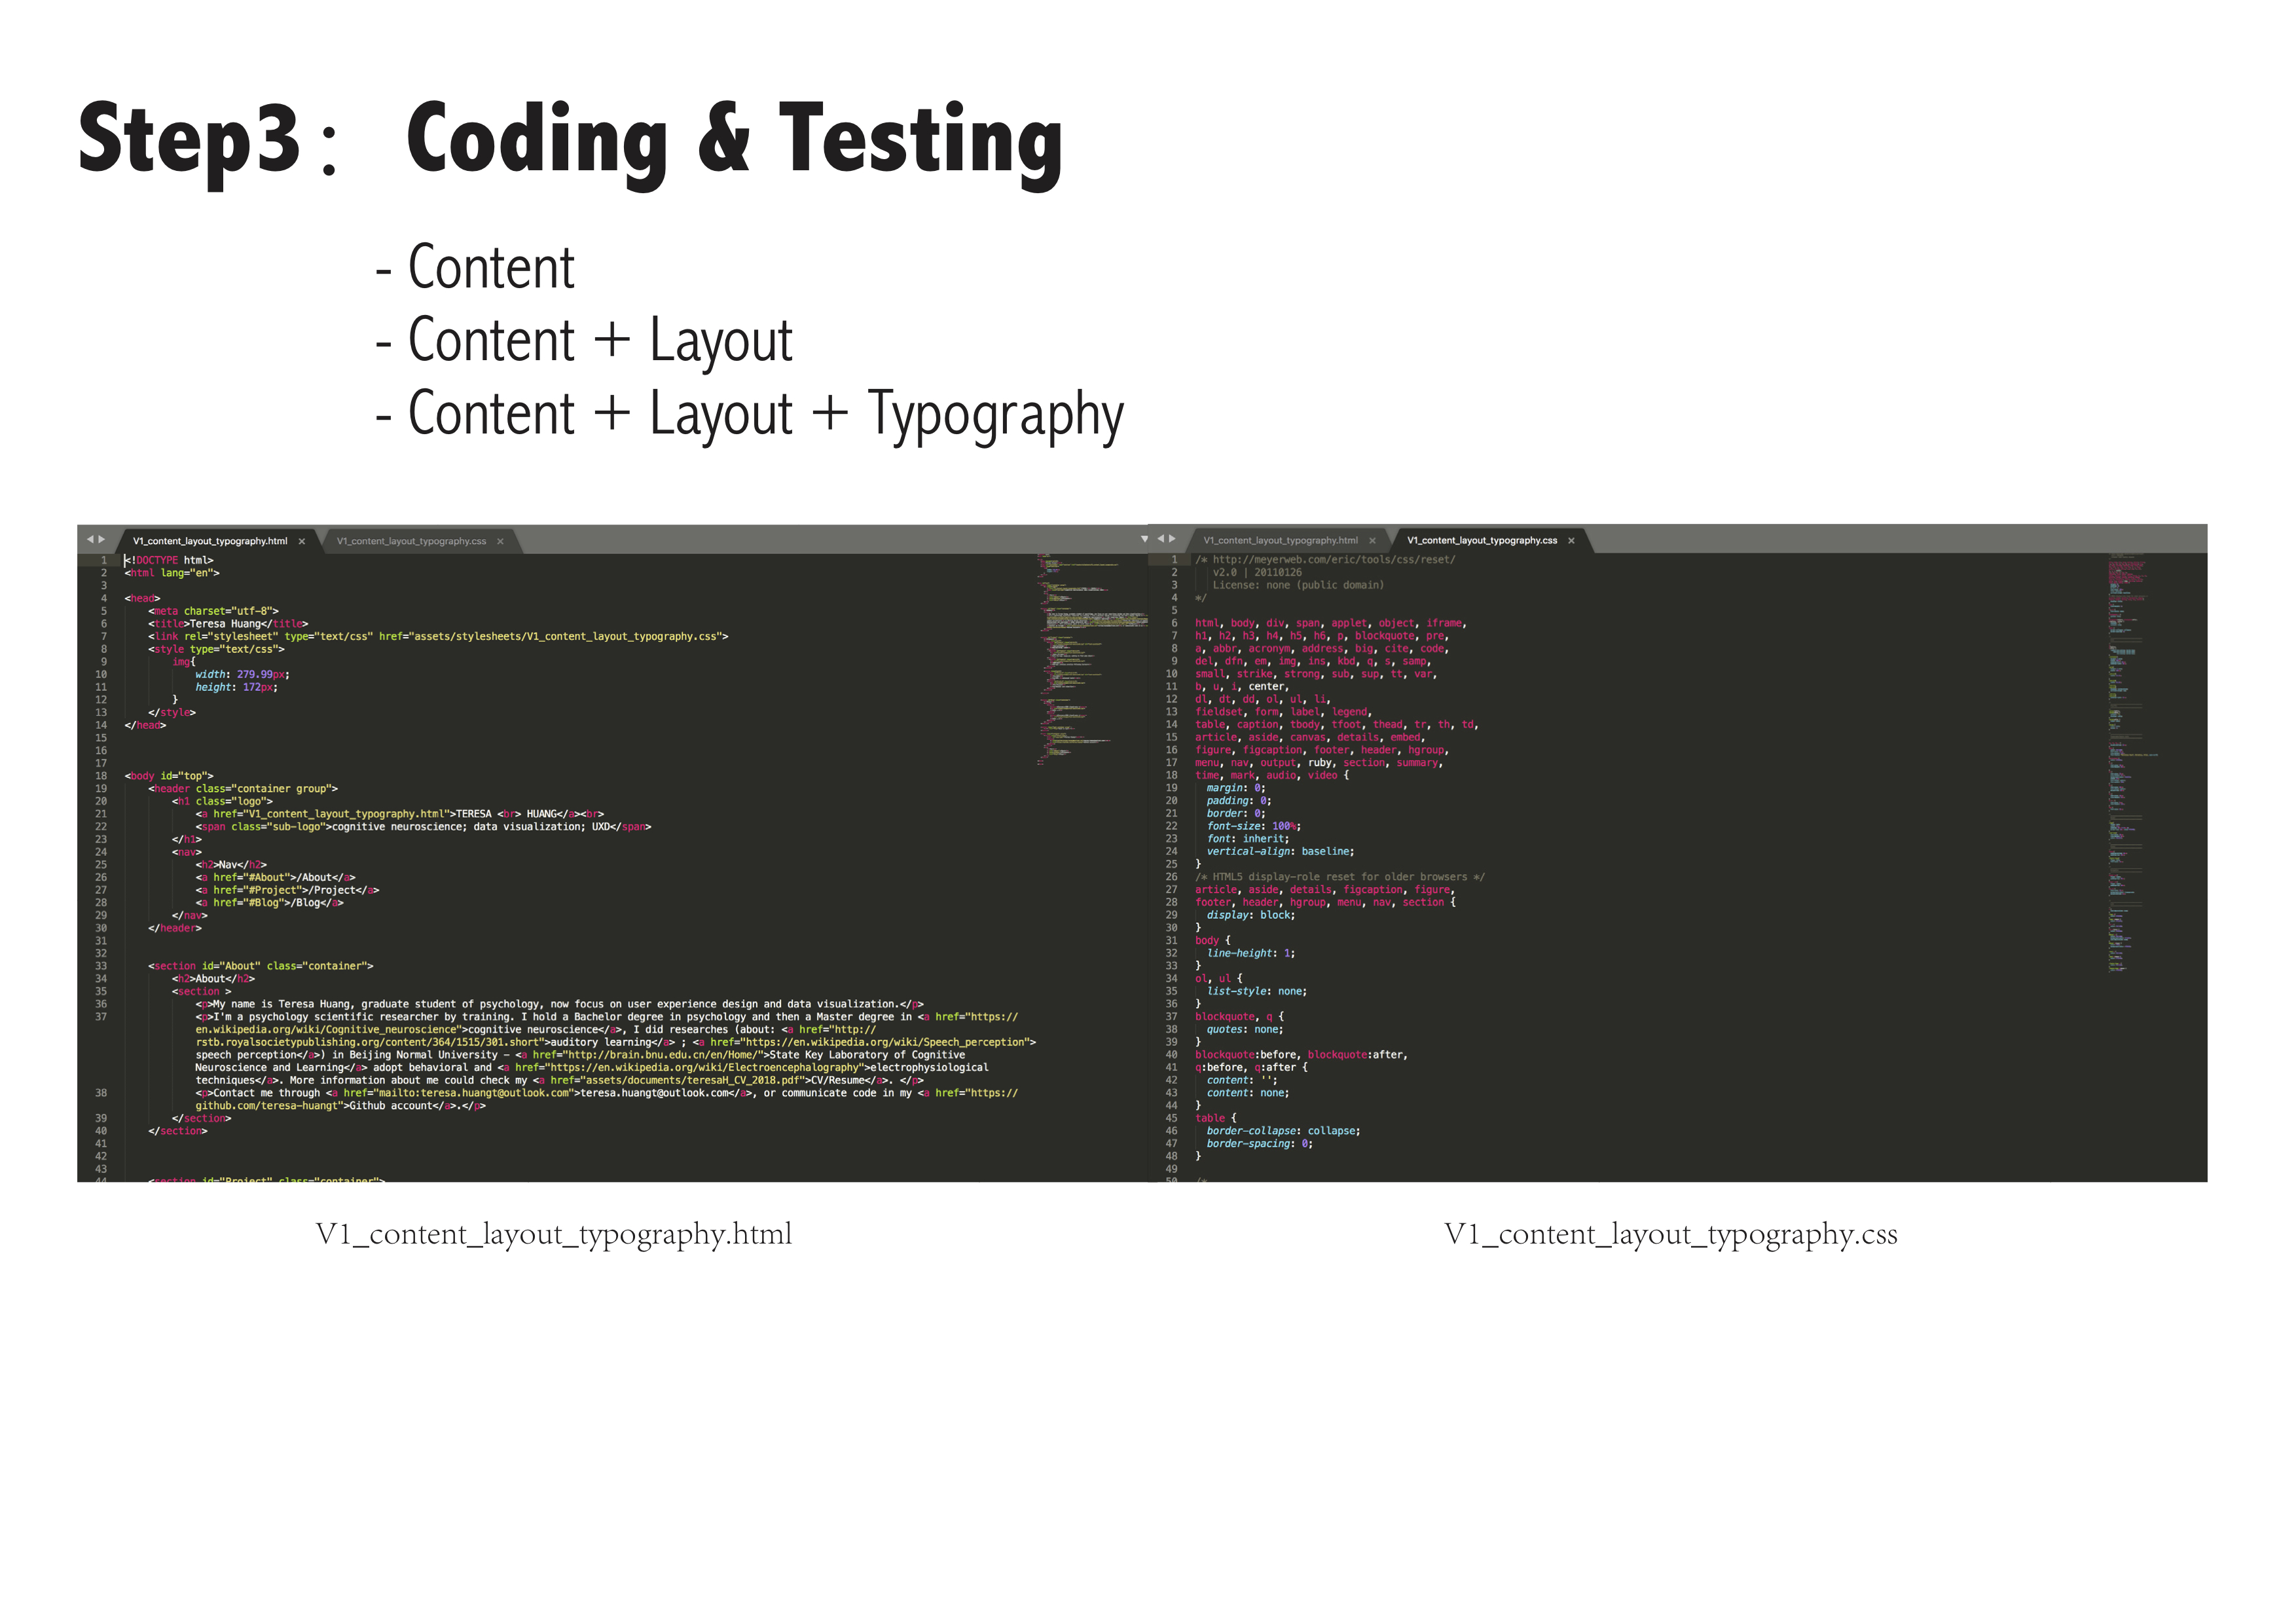 Step3： Coding & Testing
- Content
- Content + Layout
- Content + Layout + Typography
V1_content_layout_typography.html ×
V1_content_layout_typography.css ×
1 <!DOCTYPE html>
2 <html lang="en">
3
4 <head>
5 <meta charset="utf-8">
6 <title>Teresa Huang</title>
7 <link rel="stylesheet" type="text/css" href="assets/stylesheets/V1_content_layout_typography.css">
8 <style type="text/css">
9 img{
10 width: 279.99px;
11 height: 172px;
12 }
13 </style>
14 </head>
15
16
17
18 <body id="top">
19 <header class="container group">
20 <h1 class="logo">
21 <a href="V1_content_layout_typography.html">TERESA <br> HUANG</a><br>
22 <span class="sub-logo">cognitive neuroscience; data visualization; UXD</span>
23 </h1>
24 <nav>
25 <h2>Nav</h2>
26 <a href="#About">/About</a>
27 <a href="#Project">/Project</a>
28 <a href="#Blog">/Blog</a>
29 </nav>
30 </header>
31
32
33 <section id="About" class="container">
34 <h2>About</h2>
35 <section >
36 <p>My name is Teresa Huang, graduate student of psychology, now focus on user experience design and data visualization.</p>
37 <p>I'm a psychology scientific researcher by training. I hold a Bachelor degree in psychology and then a Master degree in <a href="https://
en.wikipedia.org/wiki/Cognitive_neuroscience">cognitive neuroscience</a>, I did researches (about: <a href="http://
rstb.royalsocietypublishing.org/content/364/1515/301.short">auditory learning</a> ; <a href="https://en.wikipedia.org/wiki/Speech_perception">
speech perception</a>) in Beijing Normal University – <a href="http://brain.bnu.edu.cn/en/Home/">State Key Laboratory of Cognitive
Neuroscience and Learning</a> adopt behavioral and <a href="https://en.wikipedia.org/wiki/Electroencephalography">electrophysiological
techniques</a>. More information about me could check my <a href="assets/documents/teresaH_CV_2018.pdf">CV/Resume</a>. </p>
38 <p>Contact me through <a href="mailto:teresa.huangt@outlook.com">teresa.huangt@outlook.com</a>, or communicate code in my <a href="https://
github.com/teresa-huangt">Github account</a>.</p>
39 </section>
40 </section>
41
42
43
44 <section id="Project" class="container">
V1_content_layout_typography.html ×
V1_content_layout_typography.css ×
1 /* http://meyerweb.com/eric/tools/css/reset/
2 v2.0 | 20110126
3 License: none (public domain)
4 */
5
6 html, body, div, span, applet, object, iframe,
7 h1, h2, h3, h4, h5, h6, p, blockquote, pre,
8 a, abbr, acronym, address, big, cite, code,
9 del, dfn, em, img, ins, kbd, q, s, samp,
10 small, strike, strong, sub, sup, tt, var,
11 b, u, i, center,
12 dl, dt, dd, ol, ul, li,
13 fieldset, form, label, legend,
14 table, caption, tbody, tfoot, thead, tr, th, td,
15 article, aside, canvas, details, embed,
16 figure, figcaption, footer, header, hgroup,
17 menu, nav, output, ruby, section, summary,
18 time, mark, audio, video {
19 margin: 0;
20 padding: 0;
21 border: 0;
22 font-size: 100%;
23 font: inherit;
24 vertical-align: baseline;
25 }
26 /* HTML5 display-role reset for older browsers */
27 article, aside, details, figcaption, figure,
28 footer, header, hgroup, menu, nav, section {
29 display: block;
30 }
31 body {
32 line-height: 1;
33 }
34 ol, ul {
35 list-style: none;
36 }
37 blockquote, q {
38 quotes: none;
39 }
40 blockquote:before, blockquote:after,
41 q:before, q:after {
42 content: '';
43 content: none;
44 }
45 table {
46 border-collapse: collapse;
47 border-spacing: 0;
48 }
49
50 /*
V1_content_layout_typography.html
V1_content_layout_typography.css